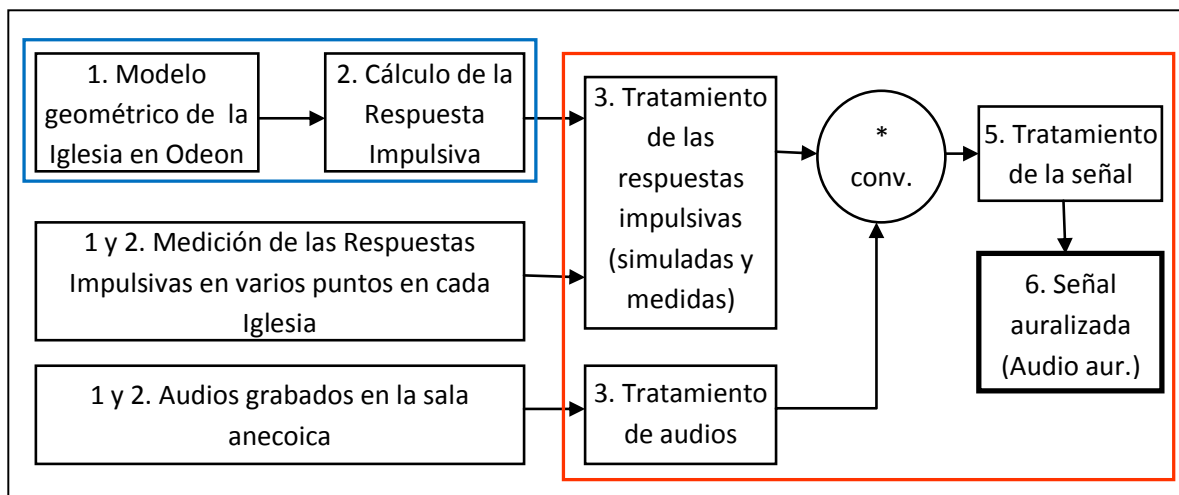 1. Modelo
geométrico de la
Iglesia en Odeon
2. Cálculo de la
Respuesta
Impulsiva
1 y 2. Medición de las Respuestas
Impulsivas en varios puntos en cada
Iglesia
1 y 2. Audios grabados en la sala
anecoica
3. Tratamiento
de las
respuestas
impulsivas
(simuladas y
medidas)
3. Tratamiento
de audios
*
conv.
5. Tratamiento
de la señal
6. Señal
auralizada
(Audio aur.)